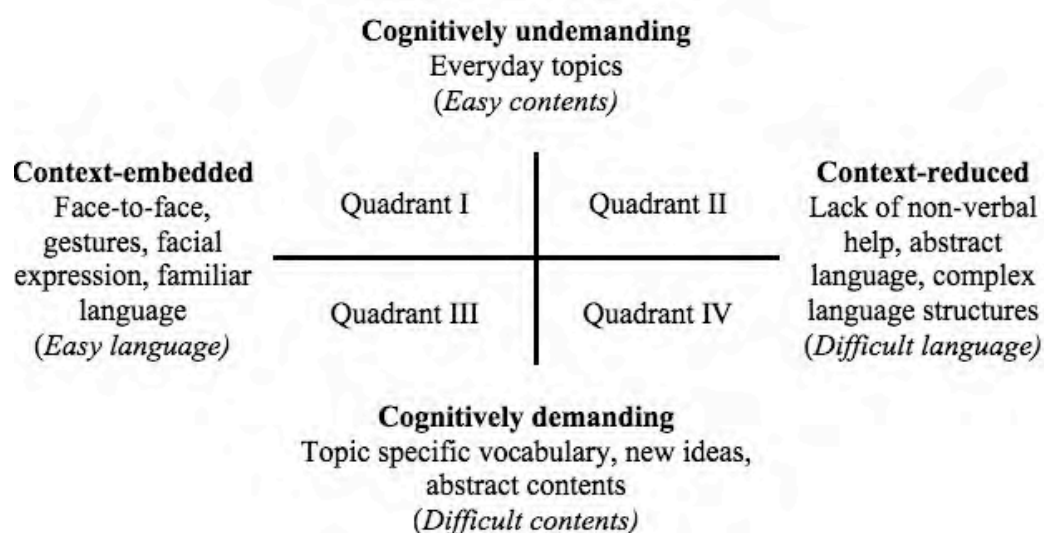 Cognitively undemanding
Everyday topics
(Easy contents)
Context-embedded
Face-to-face,
gestures, facial
expression, familiar
language
(Easy language)
Quadrant I
Quadrant II
Quadrant III
Quadrant IV
Context-reduced
Lack of non-verbal
help, abstract
language, complex
language structures
(Difficult language)
Cognitively demanding
Topic specific vocabulary, new ideas,
abstract contents
(Difficult contents)